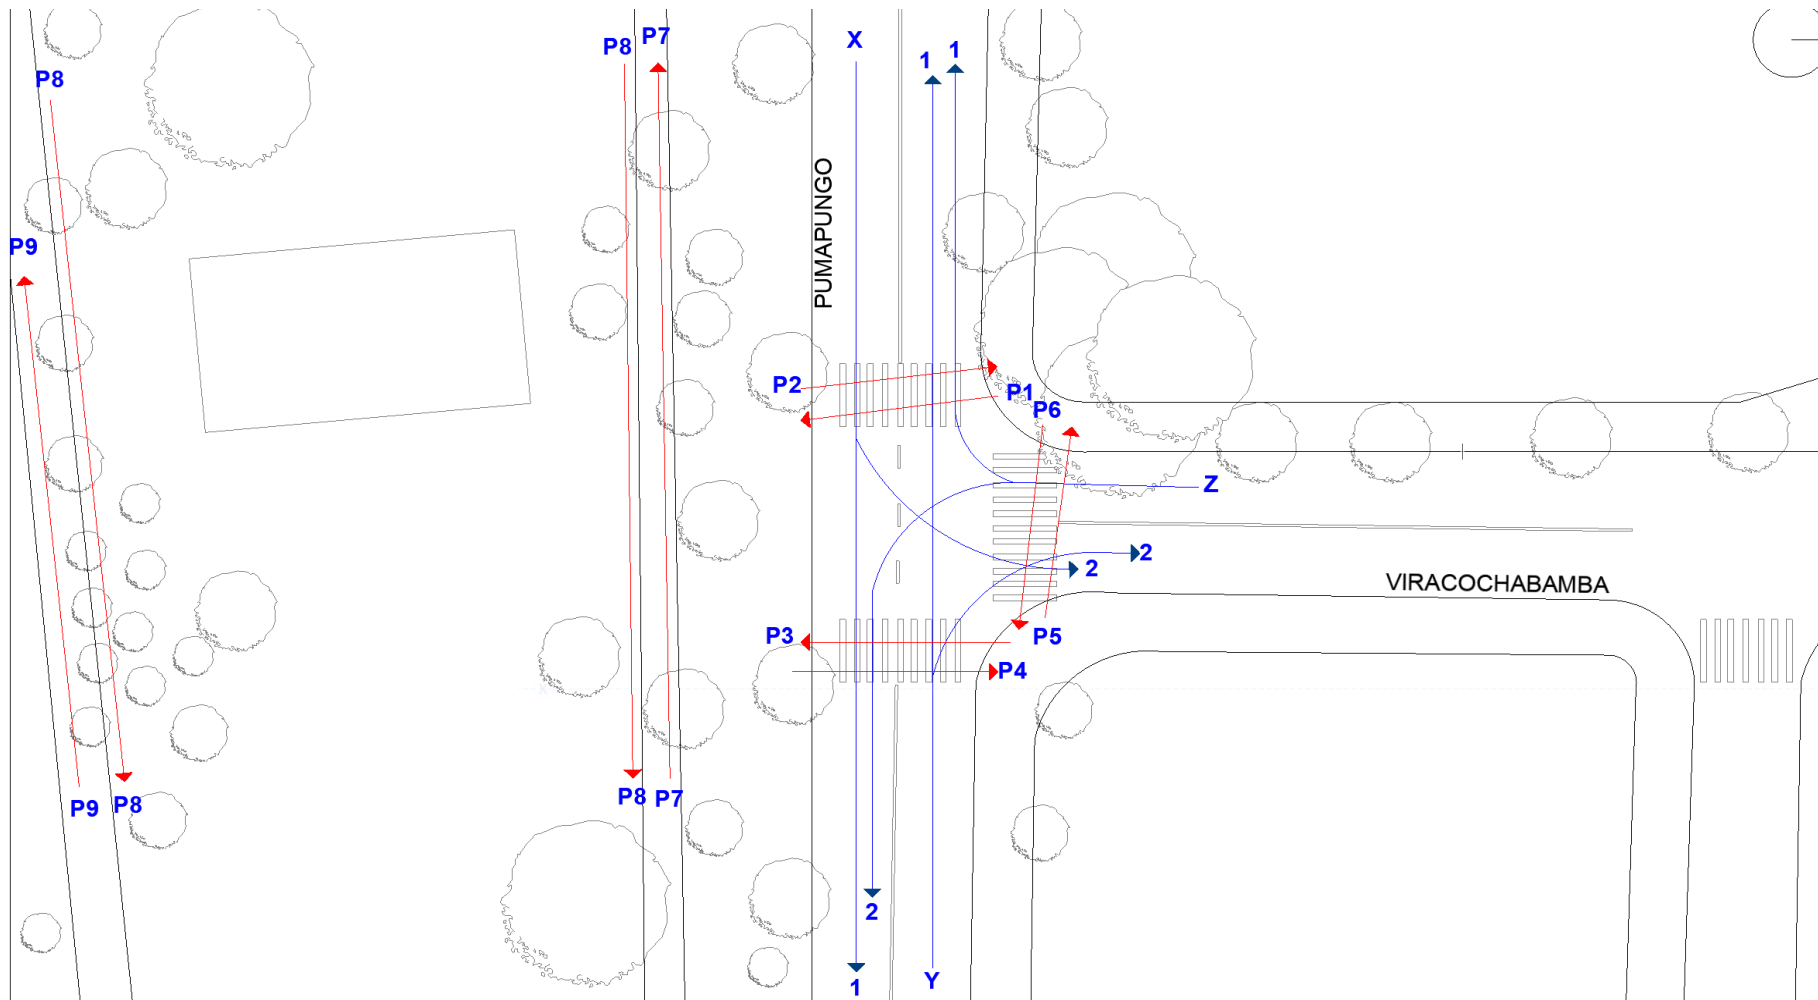 P8
P7
X
1
1
P8
PUMAPUNGO
P9
P2
P1
P6
Z
2
2
VIRACOCHABAMBA
P3
P5
P4
P9
P8
P8
P7
2
1
Y